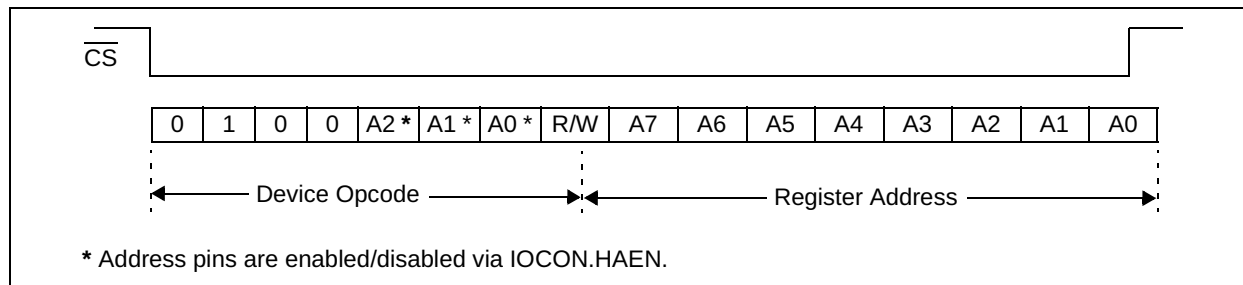 CS
0 1 0 0 A2 * A1 * A0 * R/W A7 A6 A5 A4 A3 A2 A1 A0
Device Opcode Register Address
* Address pins are enabled/disabled via IOCON.HAEN.